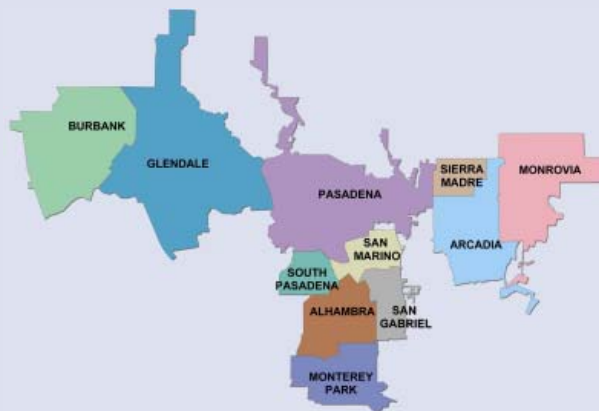 BURBANK
GLENDALE
PASADENA
SIERRA
MADRE
MONROVIA
ARCADIA
SAN
MARINO
SOUTH
PASADENA
ALHAMBRA
SAN
GABRIEL
MONTEREY
PARK